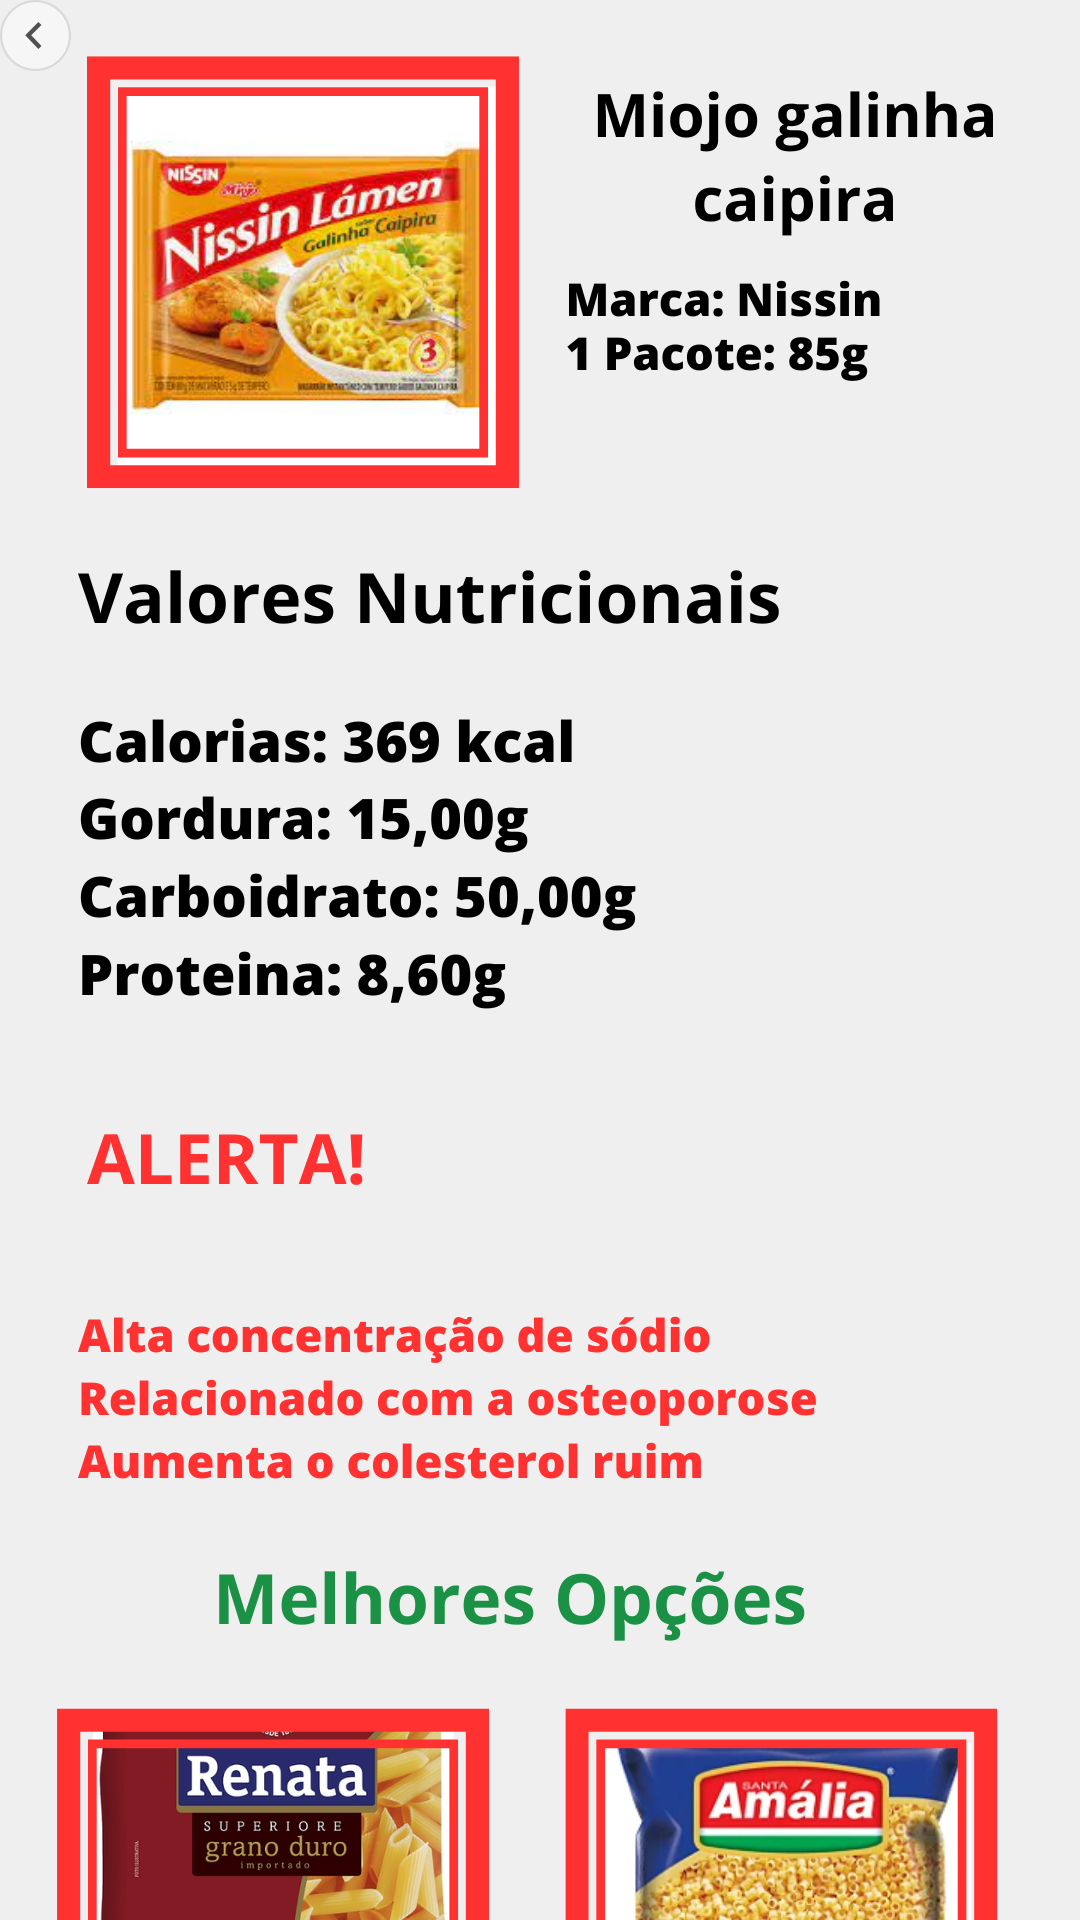 Miojo galinha
caipira
NISSIN
Miojo
Nissin Lámen
sabor
Galinha Caipira
3
Marca: Nissin
1 Pacote: 85g
Valores Nutricionais
Calorias: 369 kcal
Gordura: 15,00g
Carboidrato: 50,00g
Proteina: 8,60g
ALERTA!
Alta concentração de sódio
Relacionado com a osteoporose
Aumenta o colesterol ruim
Melhores Opções
Renata
SUPERIORE
grano duro
importado
SANTA
Amália
®